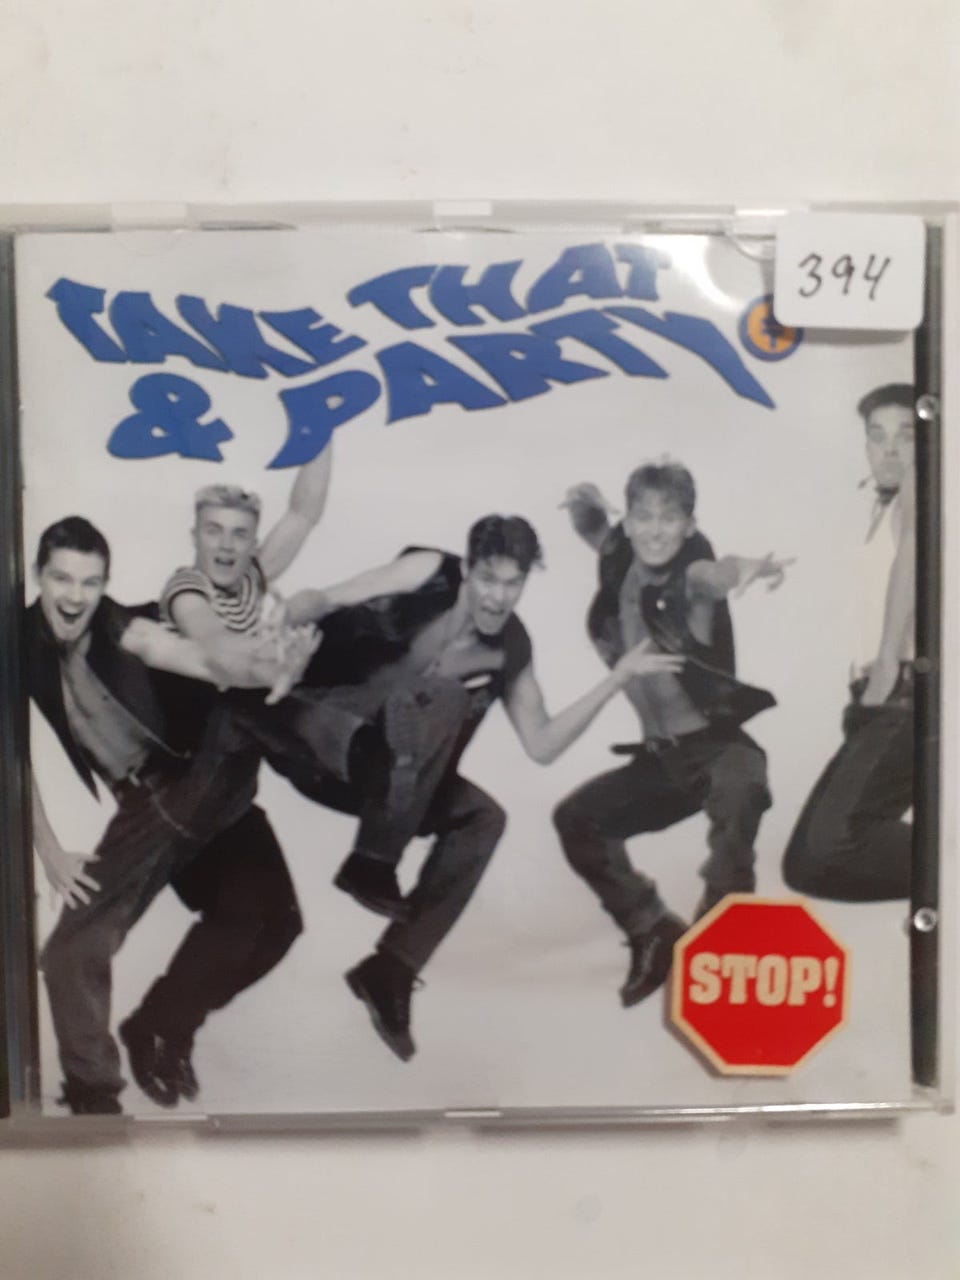 394
TAKE THAT
& PARTY
STOP!